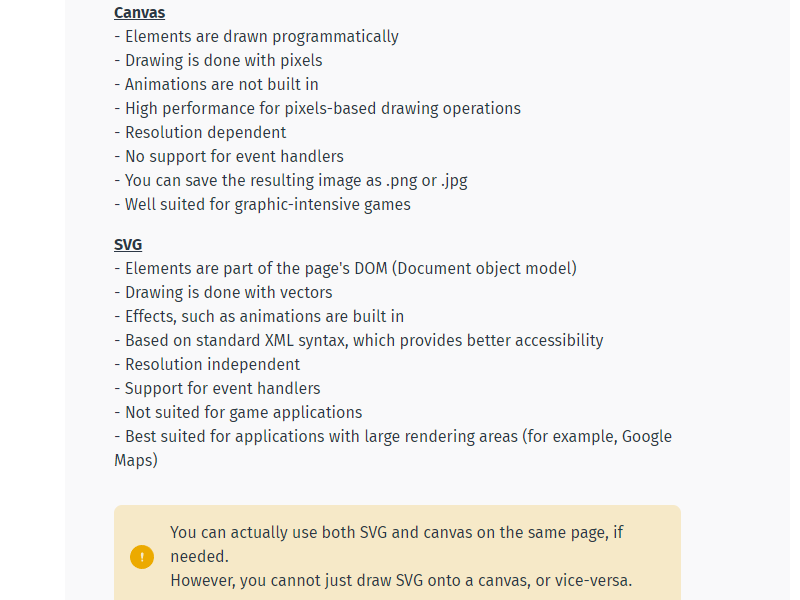 Canvas
- Elements are drawn programmatically
- Drawing is done with pixels
- Animations are not built in
- High performance for pixels-based drawing operations
- Resolution dependent
- No support for event handlers
- You can save the resulting image as .png or .jpg
- Well suited for graphic-intensive games
SVG
- Elements are part of the page's DOM (Document object model)
- Drawing is done with vectors
- Effects, such as animations are built in
- Based on standard XML syntax, which provides better accessibility
- Resolution independent
- Support for event handlers
- Not suited for game applications
- Best suited for applications with large rendering areas (for example, Google
Maps)
You can actually use both SVG and canvas on the same page, if
needed.
However, you cannot just draw SVG onto a canvas, or vice-versa.